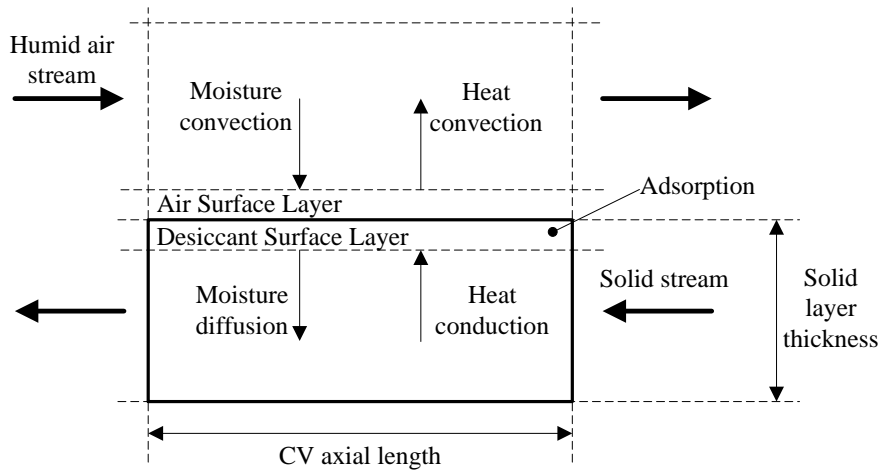 Humid air
stream
Moisture
convection
Heat
convection
Air Surface Layer
Adsorption
Desiccant Surface Layer
Moisture
diffusion
Heat
conduction
Solid stream
Solid
layer
thickness
CV axial length